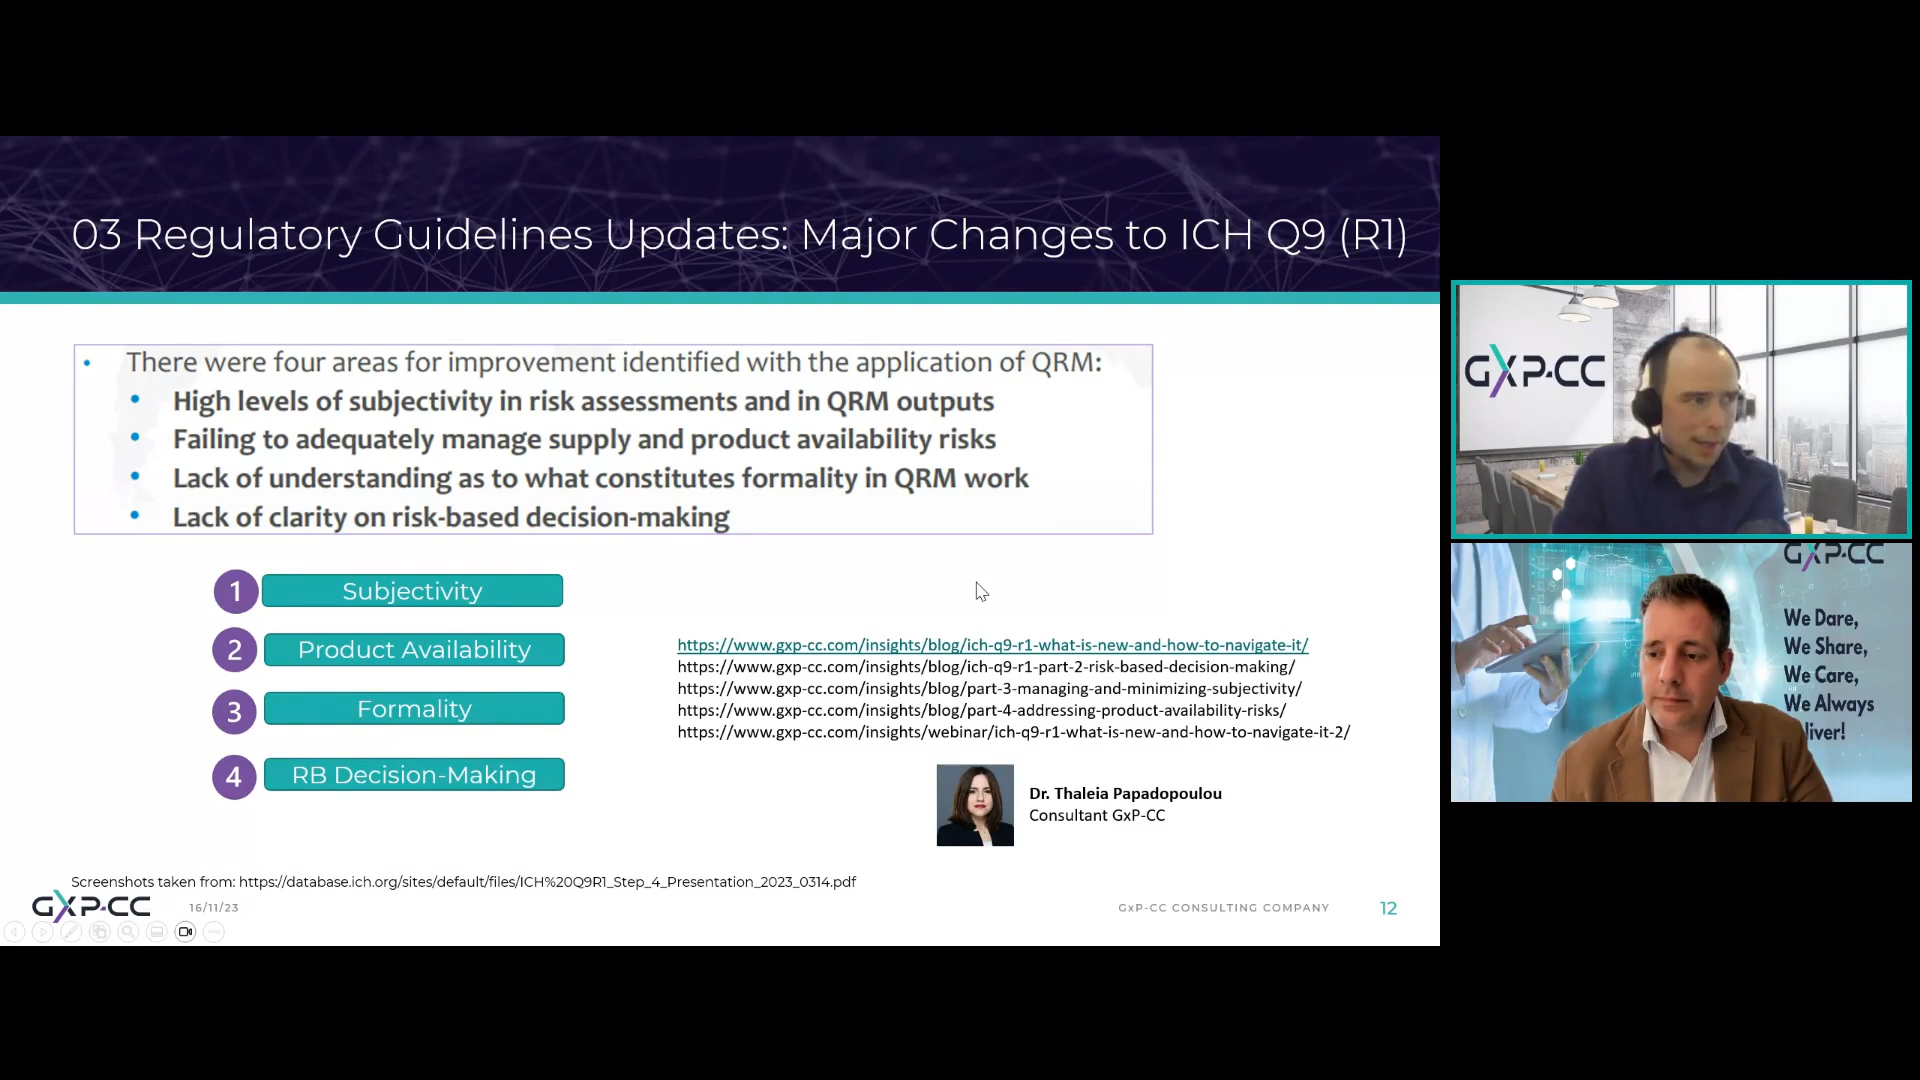 03 Regulatory Guidelines Updates: Major Changes to ICH Q9 (R1)
• There were four areas for improvement identified with the application of QRM:
• High levels of subjectivity in risk assessments and in QRM outputs
• Failing to adequately manage supply and product availability risks
• Lack of understanding as to what constitutes formality in QRM work
• Lack of clarity on risk-based decision-making
1 Subjectivity
2 Product Availability
3 Formality
4 RB Decision-Making
https://www.gxp-cc.com/insights/blog/ich-q9-r1-what-is-new-and-how-to-navigate-it/
https://www.gxp-cc.com/insights/blog/ich-q9-r1-part-2-risk-based-decision-making/
https://www.gxp-cc.com/insights/blog/part-3-managing-and-minimizing-subjectivity/
https://www.gxp-cc.com/insights/blog/part-4-addressing-product-availability-risks/
https://www.gxp-cc.com/insights/webinar/ich-q9-r1-what-is-new-and-how-to-navigate-it-2/
Dr. Thaleia Papadopoulou
Consultant GxP-CC
Screenshots taken from: https://database.ich.org/sites/default/files/ICH%20Q9R1_Step_4_Presentation_2023_0314.pdf
GXP-CC
16/11/23
GxP-CC CONSULTING COMPANY
12
GXP-CC
GXP-CC
We Dare,
We Share,
We Care,
We Always
liver!